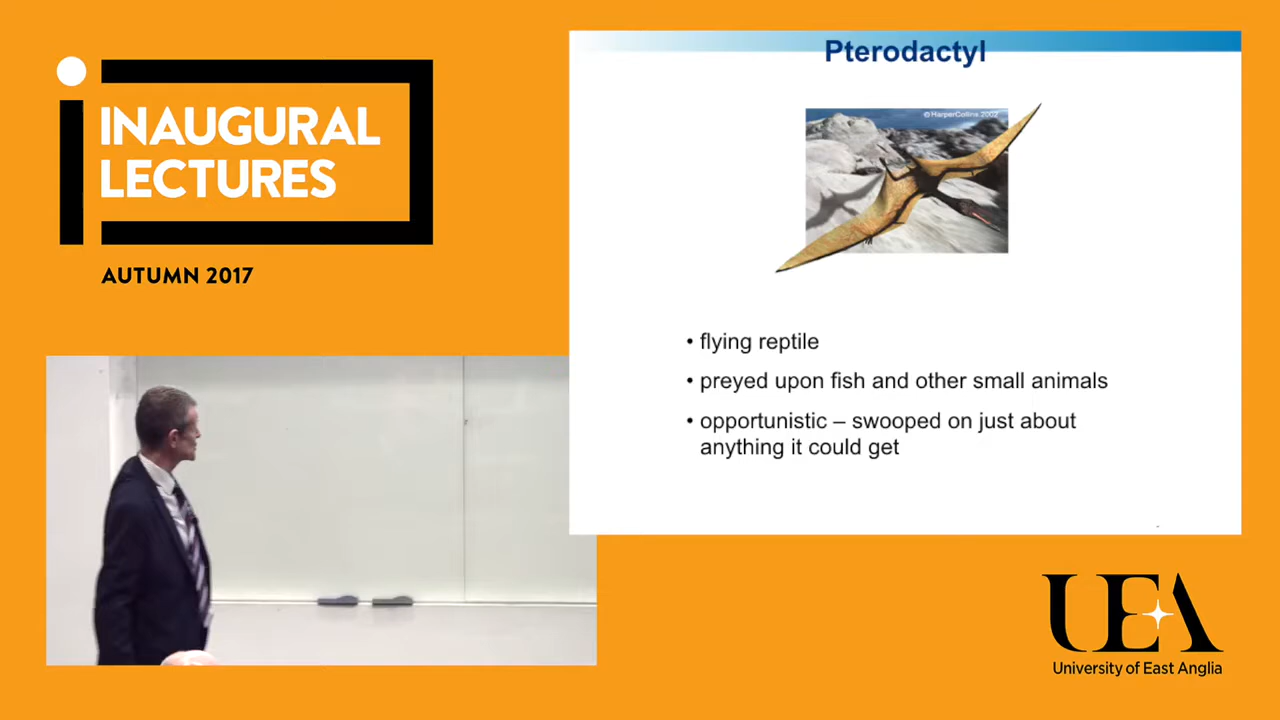 INAUGURAL
LECTURES
AUTUMN 2017
Pterodactyl
© HarperCollins 2002
• flying reptile
• preyed upon fish and other small animals
• opportunistic – swooped on just about
anything it could get
UEA
University of East Anglia